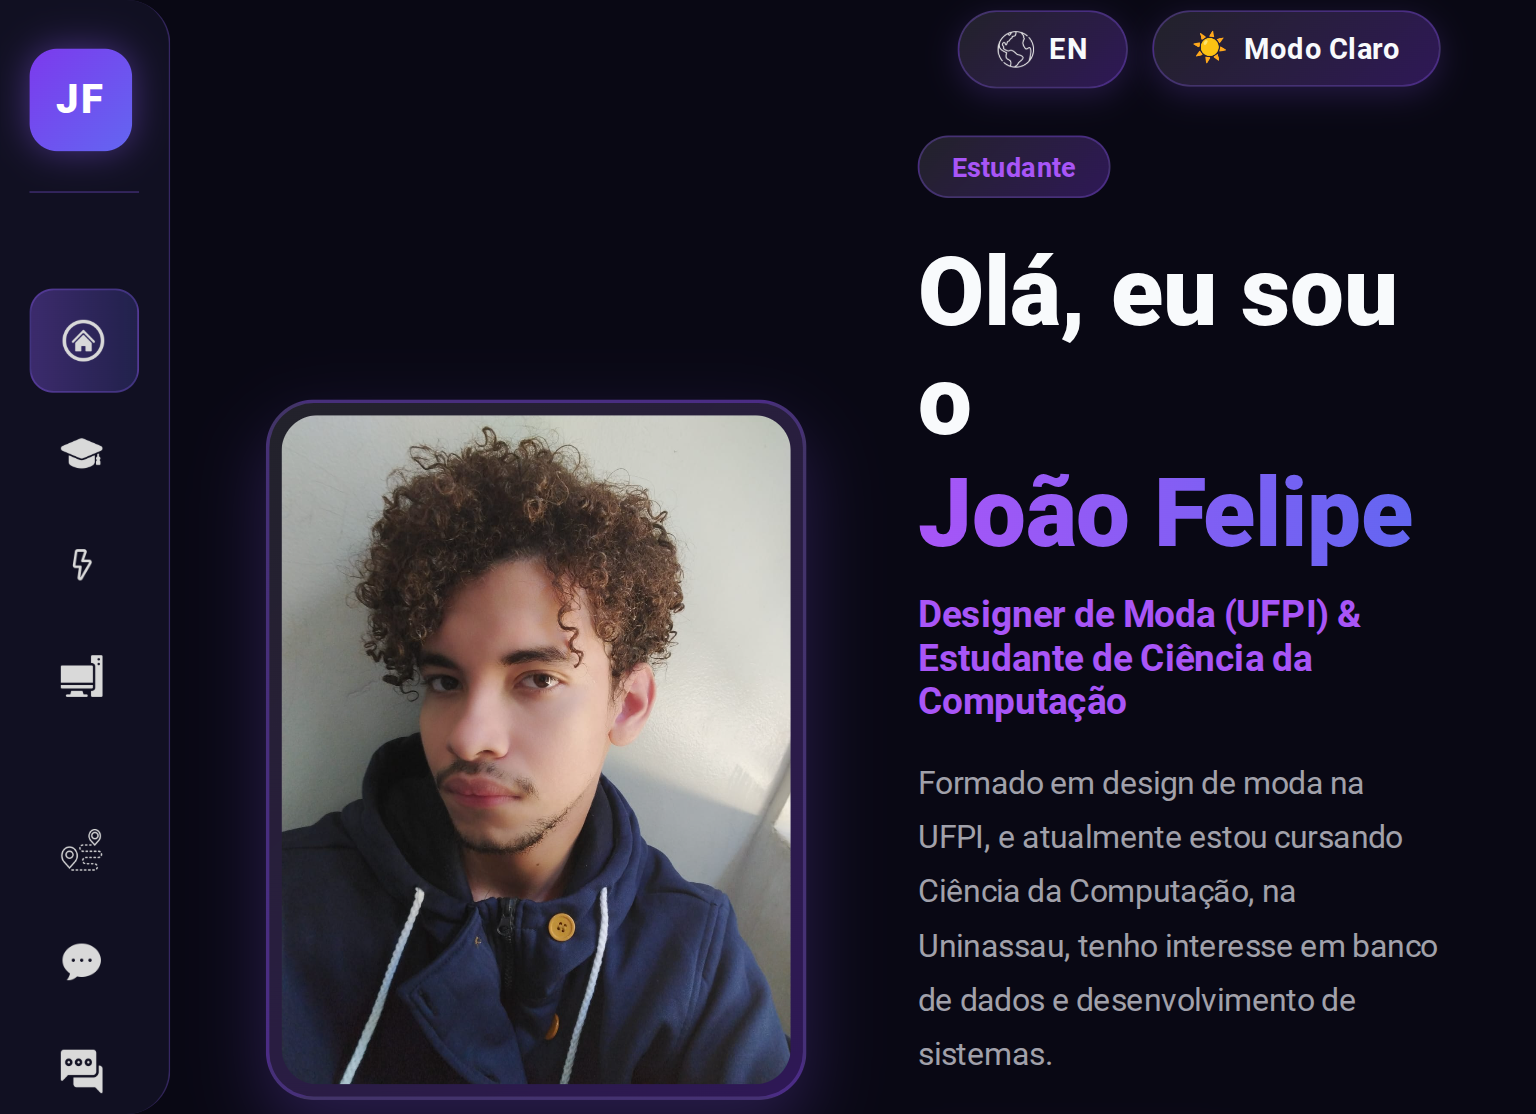 JF
EN
Modo Claro
Estudante
Olá, eu sou
o
João Felipe
Designer de Moda (UFPI) &
Estudante de Ciência da
Computação
Formado em design de moda na
UFPI, e atualmente estou cursando
Ciência da Computação, na
Uninassau, tenho interesse em banco
de dados e desenvolvimento de
sistemas.